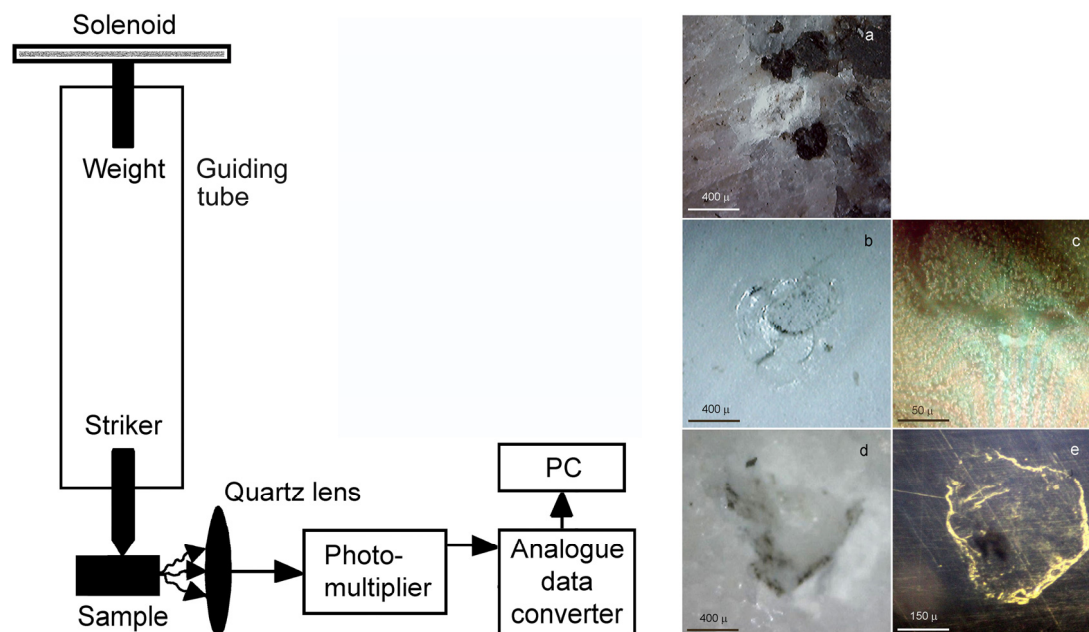 Solenoid
Weight
Guiding
tube
Striker
Quartz lens
Sample
Photo-
multiplier
Analogue
data
converter
PC
a
400 μ
b
400 μ
c
50 μ
d
400 μ
e
150 μ